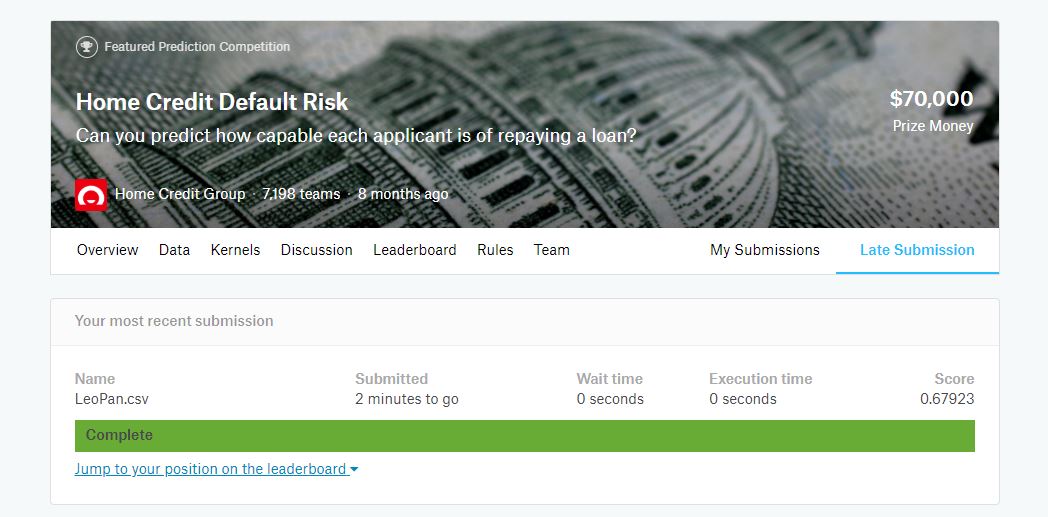 Featured Prediction Competition
Home Credit Default Risk
$70,000
Can you predict how capable each applicant is of repaying a loan?
Prize Money
Home Credit Group · 7,198 teams · 8 months ago
Overview Data Kernels Discussion Leaderboard Rules Team My Submissions Late Submission
Your most recent submission
Name Submitted Wait time Execution time Score
LeoPan.csv 2 minutes to go 0 seconds 0 seconds 0.67923
Complete
Jump to your position on the leaderboard